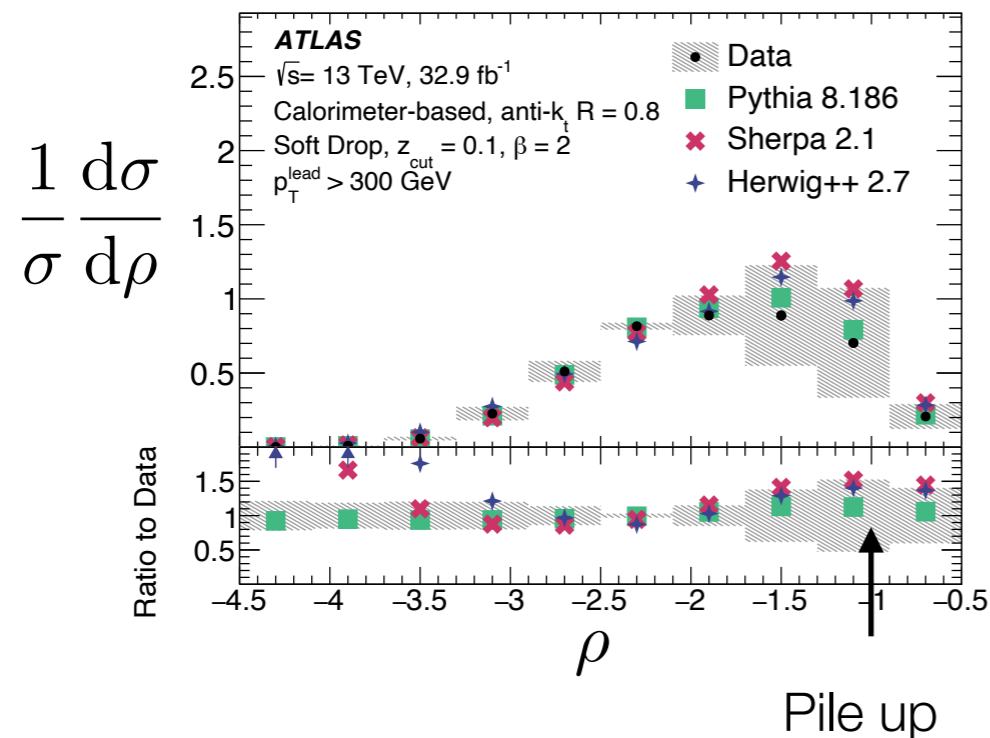 ATLAS
√s= 13 TeV, 32.9 fb⁻¹
Calorimeter-based, anti-kₜ R = 0.8
Soft Drop, z_cut = 0.1, β = 2
p_T^lead > 300 GeV
Data
Pythia 8.186
Sherpa 2.1
Herwig++ 2.7
1/σ dσ/dρ
2.5
2
1.5
1
0.5
Ratio to Data
1.5
1
0.5
−4.5 −4 −3.5 −3 −2.5 −2 −1.5 −1 −0.5
ρ
Pile up